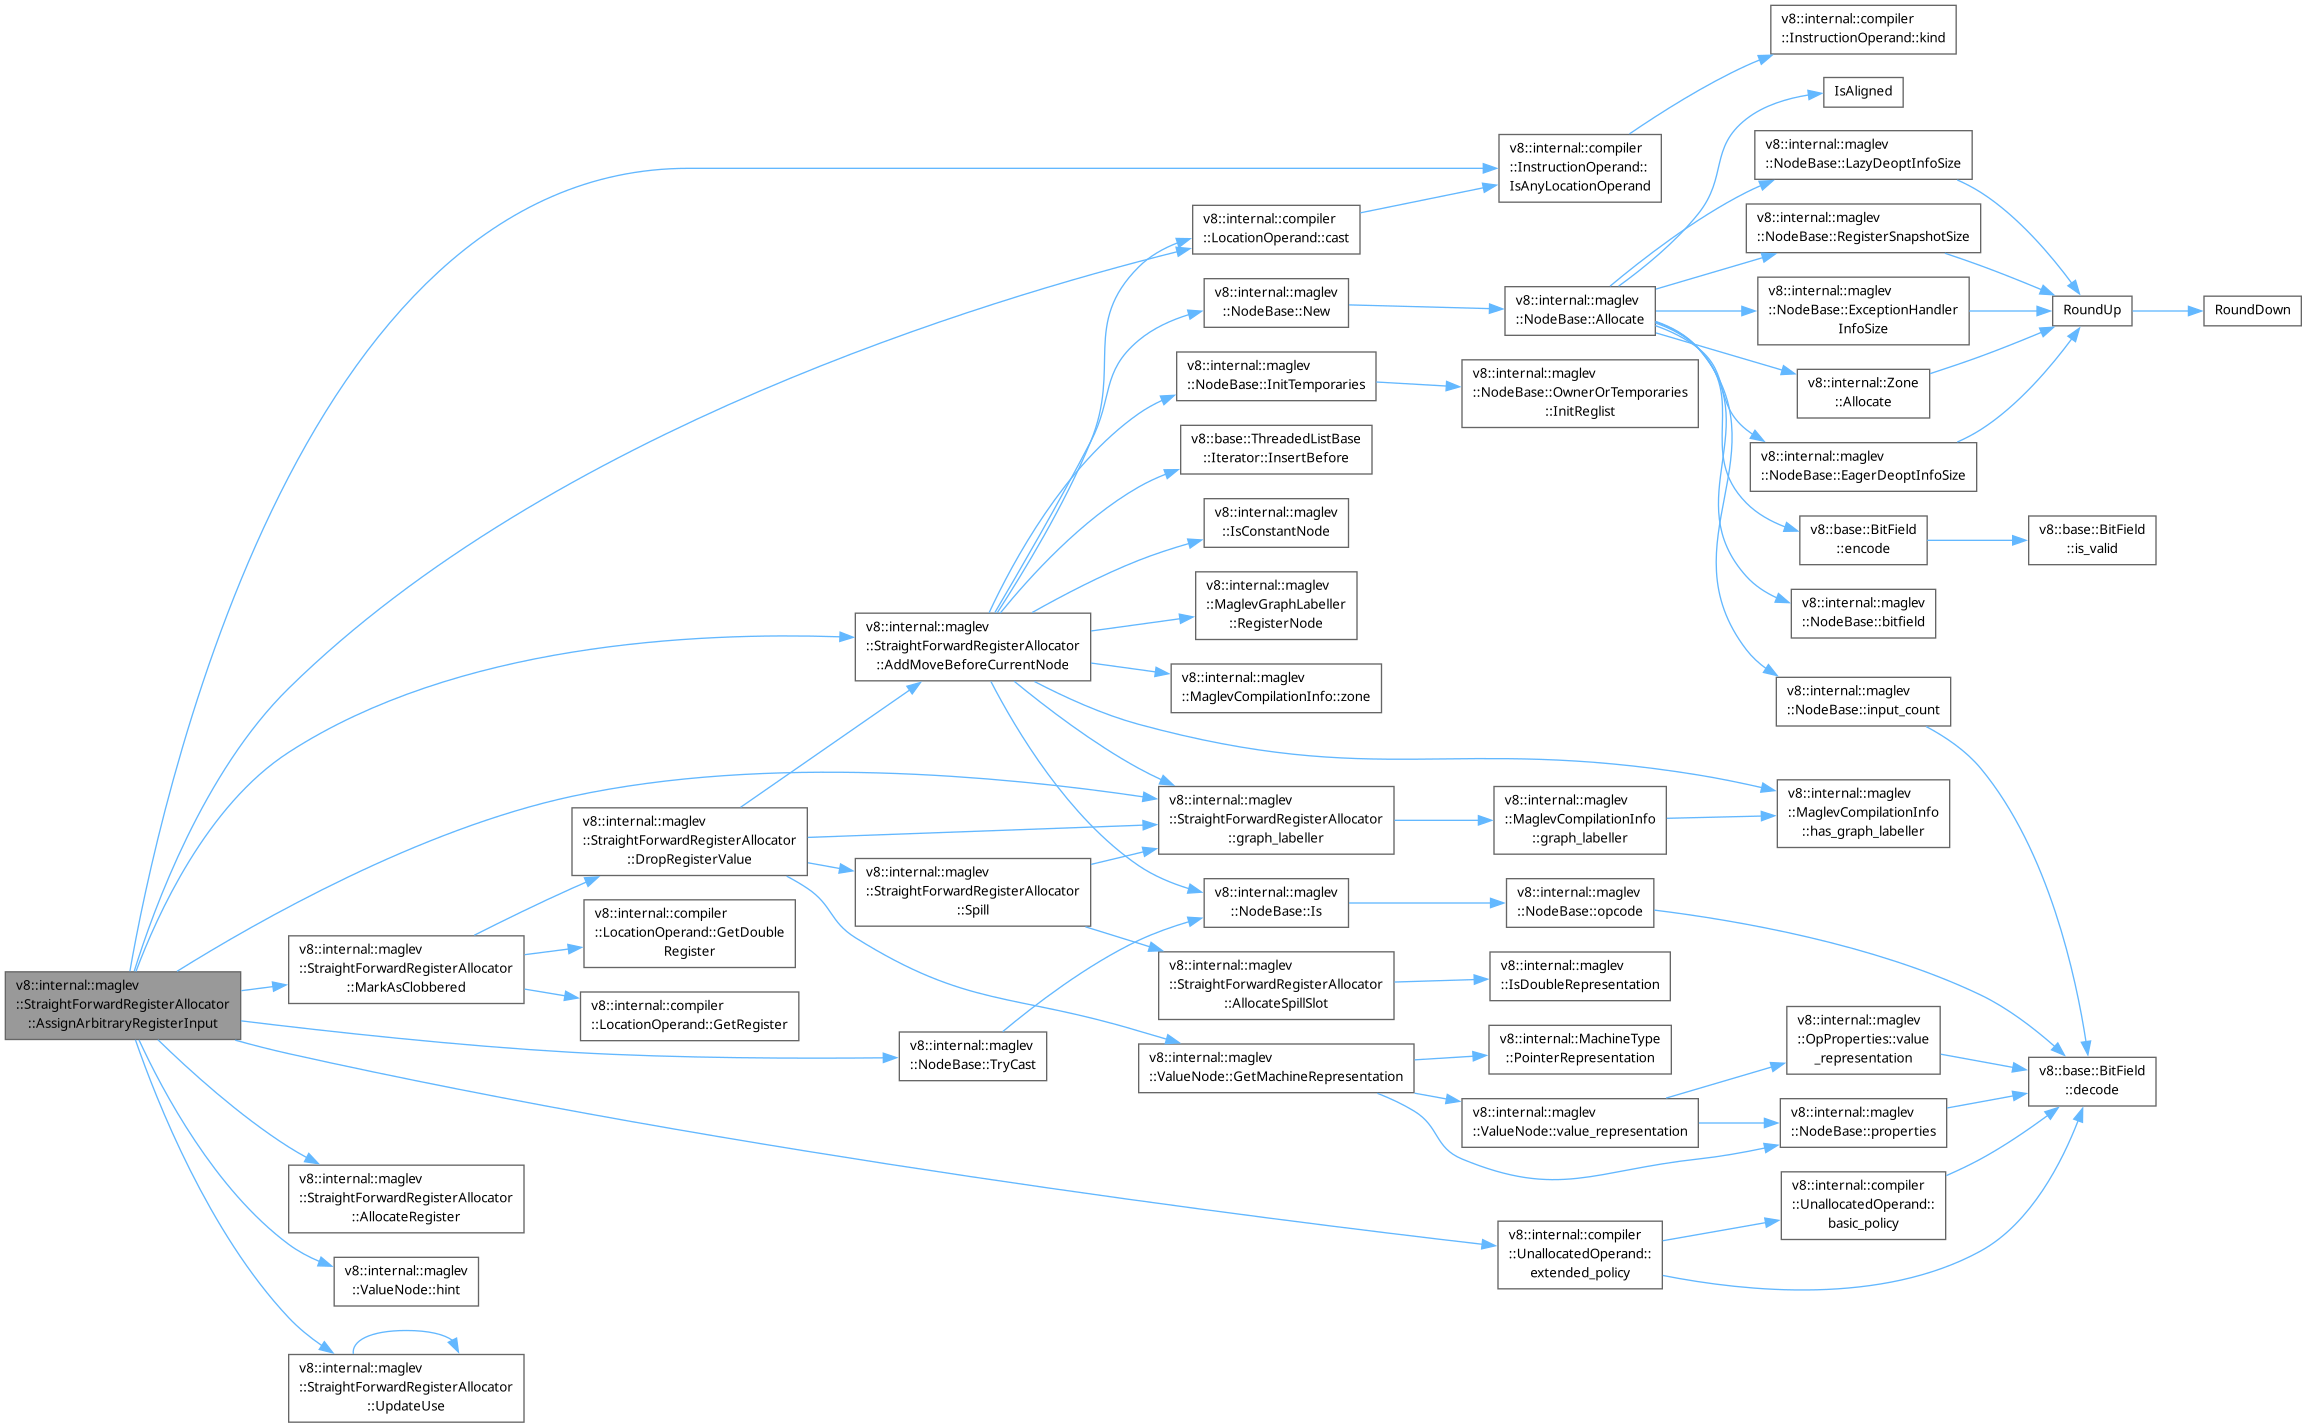 v8::internal::maglev
::StraightForwardRegisterAllocator
::AssignArbitraryRegisterInput
v8::internal::maglev
::StraightForwardRegisterAllocator
::MarkAsClobbered
v8::internal::maglev
::StraightForwardRegisterAllocator
::AllocateRegister
v8::internal::maglev
::ValueNode::hint
v8::internal::maglev
::StraightForwardRegisterAllocator
::UpdateUse
v8::internal::maglev
::StraightForwardRegisterAllocator
::DropRegisterValue
v8::internal::compiler
::LocationOperand::GetDouble
Register
v8::internal::compiler
::LocationOperand::GetRegister
v8::internal::maglev
::StraightForwardRegisterAllocator
::AddMoveBeforeCurrentNode
v8::internal::maglev
::StraightForwardRegisterAllocator
::Spill
v8::internal::maglev
::NodeBase::TryCast
v8::internal::compiler
::LocationOperand::cast
v8::internal::maglev
::NodeBase::New
v8::internal::maglev
::NodeBase::InitTemporaries
v8::base::ThreadedListBase
::Iterator::InsertBefore
v8::internal::maglev
::IsConstantNode
v8::internal::maglev
::MaglevGraphLabeller
::RegisterNode
v8::internal::maglev
::MaglevCompilationInfo::zone
v8::internal::maglev
::StraightForwardRegisterAllocator
::graph_labeller
v8::internal::maglev
::NodeBase::Is
v8::internal::maglev
::StraightForwardRegisterAllocator
::AllocateSpillSlot
v8::internal::maglev
::ValueNode::GetMachineRepresentation
v8::internal::compiler
::InstructionOperand::
IsAnyLocationOperand
v8::internal::maglev
::NodeBase::Allocate
v8::internal::maglev
::NodeBase::OwnerOrTemporaries
::InitReglist
v8::internal::maglev
::MaglevCompilationInfo
::graph_labeller
v8::internal::maglev
::NodeBase::opcode
v8::internal::maglev
::IsDoubleRepresentation
v8::internal::MachineType
::PointerRepresentation
v8::internal::maglev
::ValueNode::value_representation
v8::internal::compiler
::UnallocatedOperand::
extended_policy
v8::internal::compiler
::InstructionOperand::kind
IsAligned
v8::internal::maglev
::NodeBase::LazyDeoptInfoSize
v8::internal::maglev
::NodeBase::RegisterSnapshotSize
v8::internal::maglev
::NodeBase::ExceptionHandler
InfoSize
v8::internal::Zone
::Allocate
v8::internal::maglev
::NodeBase::EagerDeoptInfoSize
v8::base::BitField
::encode
v8::internal::maglev
::NodeBase::bitfield
v8::internal::maglev
::NodeBase::input_count
v8::internal::maglev
::MaglevCompilationInfo
::has_graph_labeller
v8::internal::maglev
::OpProperties::value
_representation
v8::internal::maglev
::NodeBase::properties
v8::internal::compiler
::UnallocatedOperand::
basic_policy
RoundUp
v8::base::BitField
::is_valid
v8::base::BitField
::decode
RoundDown